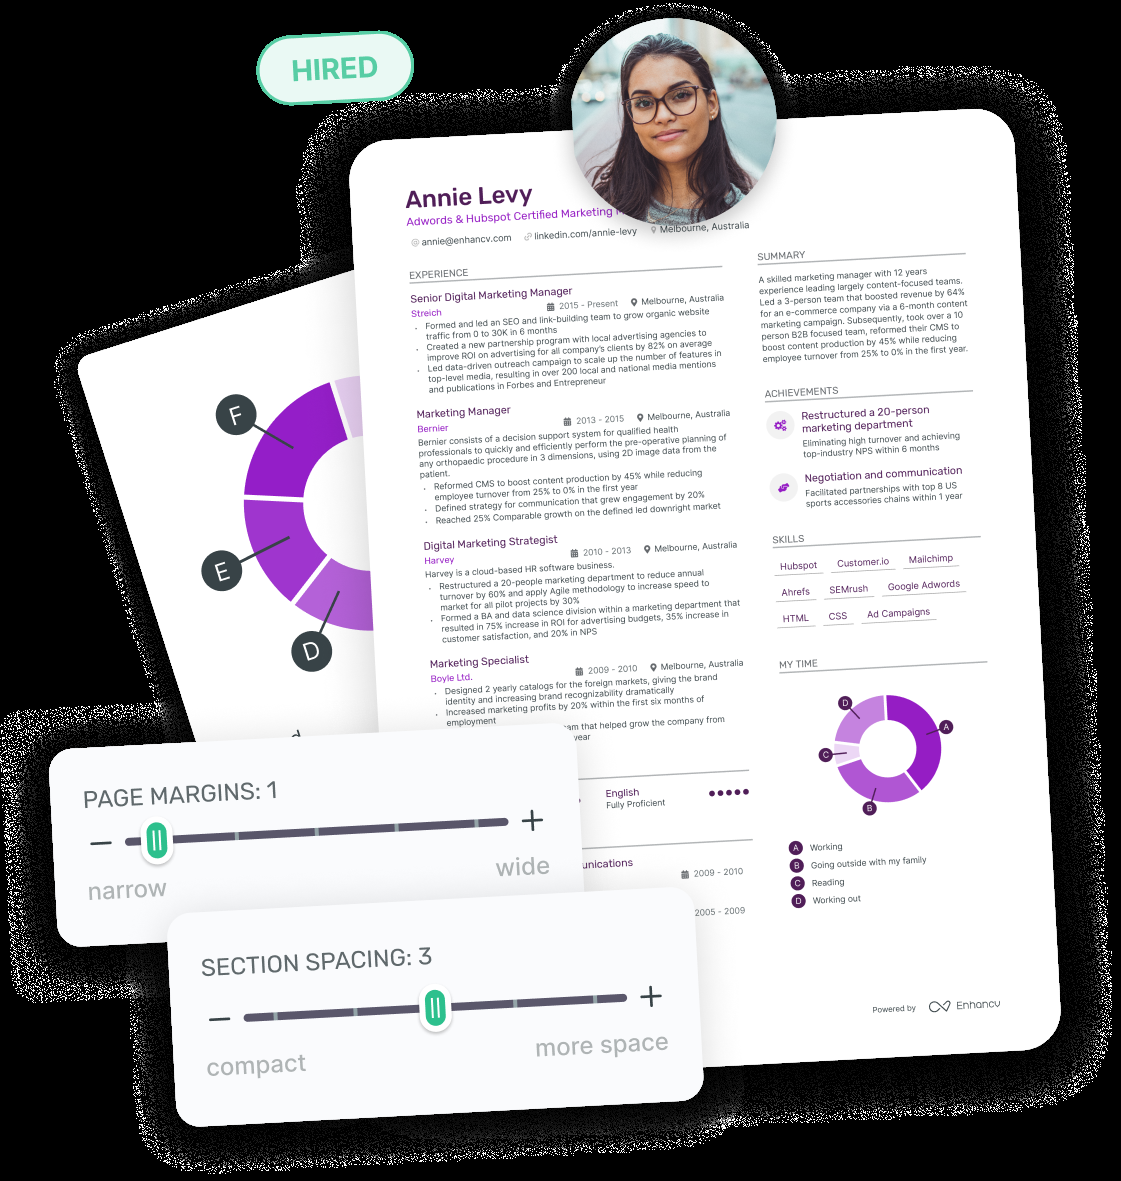 HIRED
Annie Levy
Adwords & Hubspot Certified Marketing
annie@enhancv.com linkedin.com/annie-levy Melbourne, Australia
EXPERIENCE
Senior Digital Marketing Manager
Streich 2015 - Present Melbourne, Australia
Formed and led an SEO and link-building team to grow organic website
traffic from 0 to 30K in 6 months
Created a new partnership program with local advertising agencies to
improve ROI on advertising for all company's clients by 82% on average
Led data-driven outreach campaign to scale up the number of features in
top-level media, resulting in over 200 local and national media mentions
and publications in Forbes and Entrepreneur
Marketing Manager
Bernier 2013 - 2015 Melbourne, Australia
Bernier consists of a decision support system for qualified health
professionals to quickly and efficiently perform the pre-operative planning of
any orthopaedic procedure in 3 dimensions, using 2D image data from the
patient.
Reformed CMS to boost content production by 45% while reducing
employee turnover from 25% to 0% in the first year
Defined strategy for communication that grew engagement by 20%
Reached 25% Comparable growth on the defined led downright market
Digital Marketing Strategist
Harvey 2010 - 2013 Melbourne, Australia
Harvey is a cloud-based HR software business.
Restructured a 20-people marketing department to reduce annual
turnover by 60% and apply Agile methodology to increase speed to
market for all pilot projects by 30%
Formed a BA and data science division within a marketing department that
resulted in 75% increase in ROI for advertising budgets, 35% increase in
customer satisfaction, and 20% in NPS
Marketing Specialist
Boyle Ltd. 2009 - 2010 Melbourne, Australia
Designed 2 yearly catalogs for the foreign markets, giving the brand
identity and increasing brand recognizability dramatically
Increased marketing profits by 20% within the first six months of
employment
that helped grow the company from
year
English
Fully Proficient
2009 - 2010
2005 - 2009
SUMMARY
A skilled marketing manager with 12 years
experience leading largely content-focused teams.
Led a 3-person team that boosted revenue by 64%
for an e-commerce company via a 6-month content
marketing campaign. Subsequently, took over a 10
person B2B focused team, reformed their CMS to
boost content production by 45% while reducing
employee turnover from 25% to 0% in the first year.
ACHIEVEMENTS
Restructured a 20-person
marketing department
Eliminating high turnover and achieving
top-industry NPS within 6 months
Negotiation and communication
Facilitated partnerships with top 8 US
sports accessories chains within 1 year
SKILLS
Hubspot Customer.io Mailchimp
Ahrefs SEMrush Google Adwords
HTML CSS Ad Campaigns
MY TIME
D
A
C
B
A Working
B Going outside with my family
C Reading
D Working out
Powered by Enhancv
F
E
D
PAGE MARGINS: 1
narrow wide
SECTION SPACING: 3
compact more space